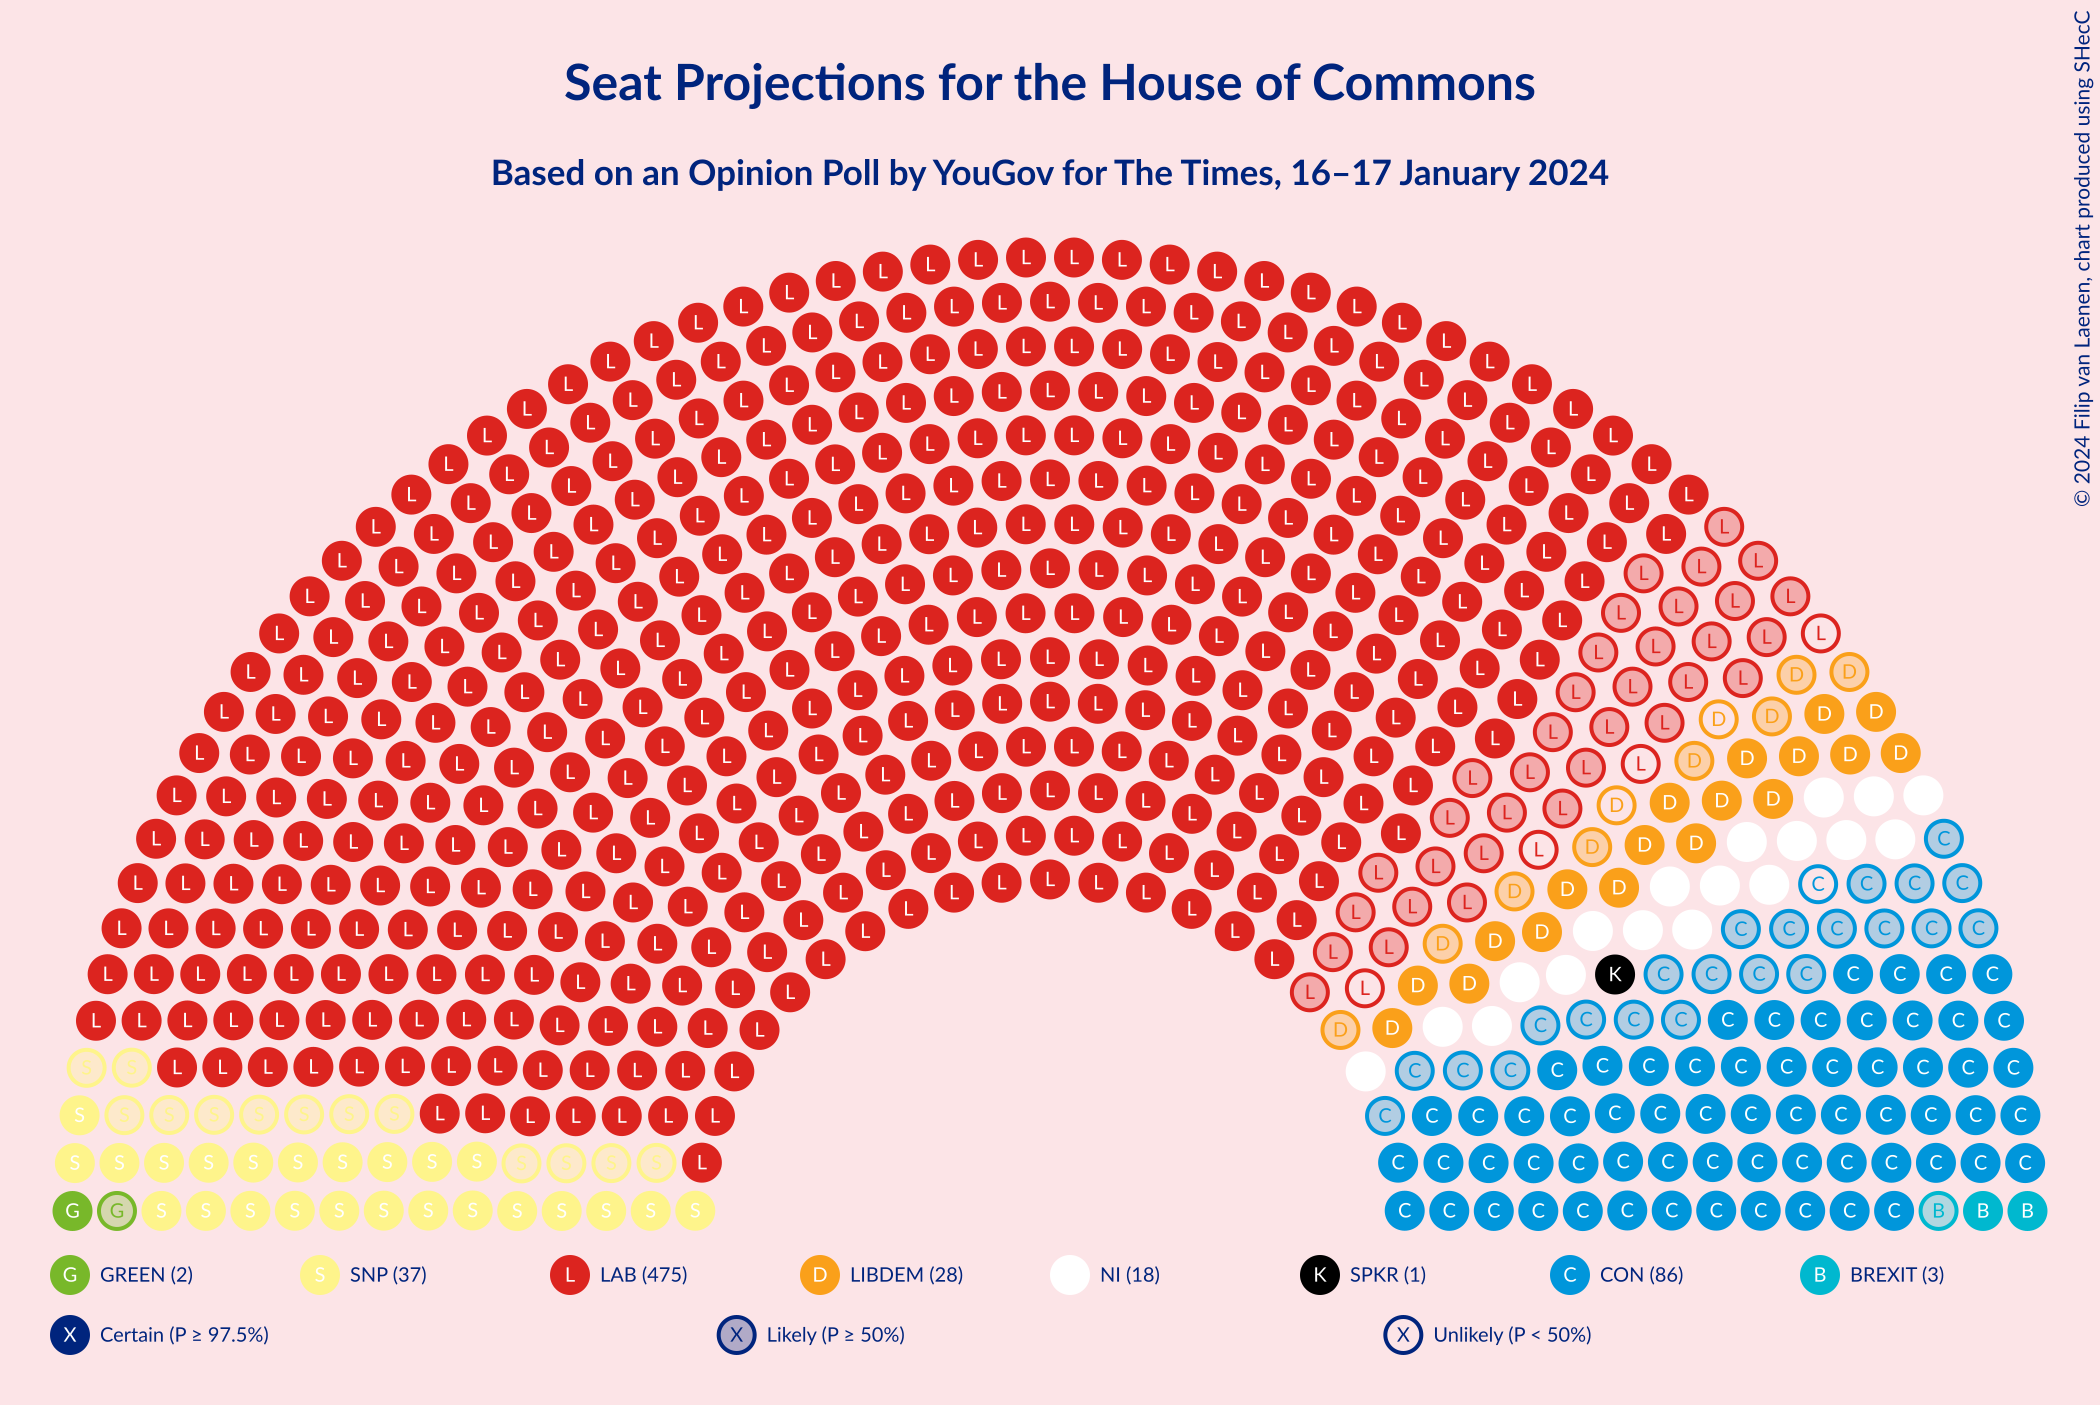 Seat Projections for the House of Commons
Based on an Opinion Poll by YouGov for The Times, 16–17 January 2024
© 2024 Filip van Laenen, chart produced using SHecC
G GREEN (2) S SNP (37) L LAB (475) D LIBDEM (28) NI (18) K SPKR (1) C CON (86) B BREXIT (3)
X Certain (P ≥ 97.5%) X Likely (P ≥ 50%) X Unlikely (P < 50%)